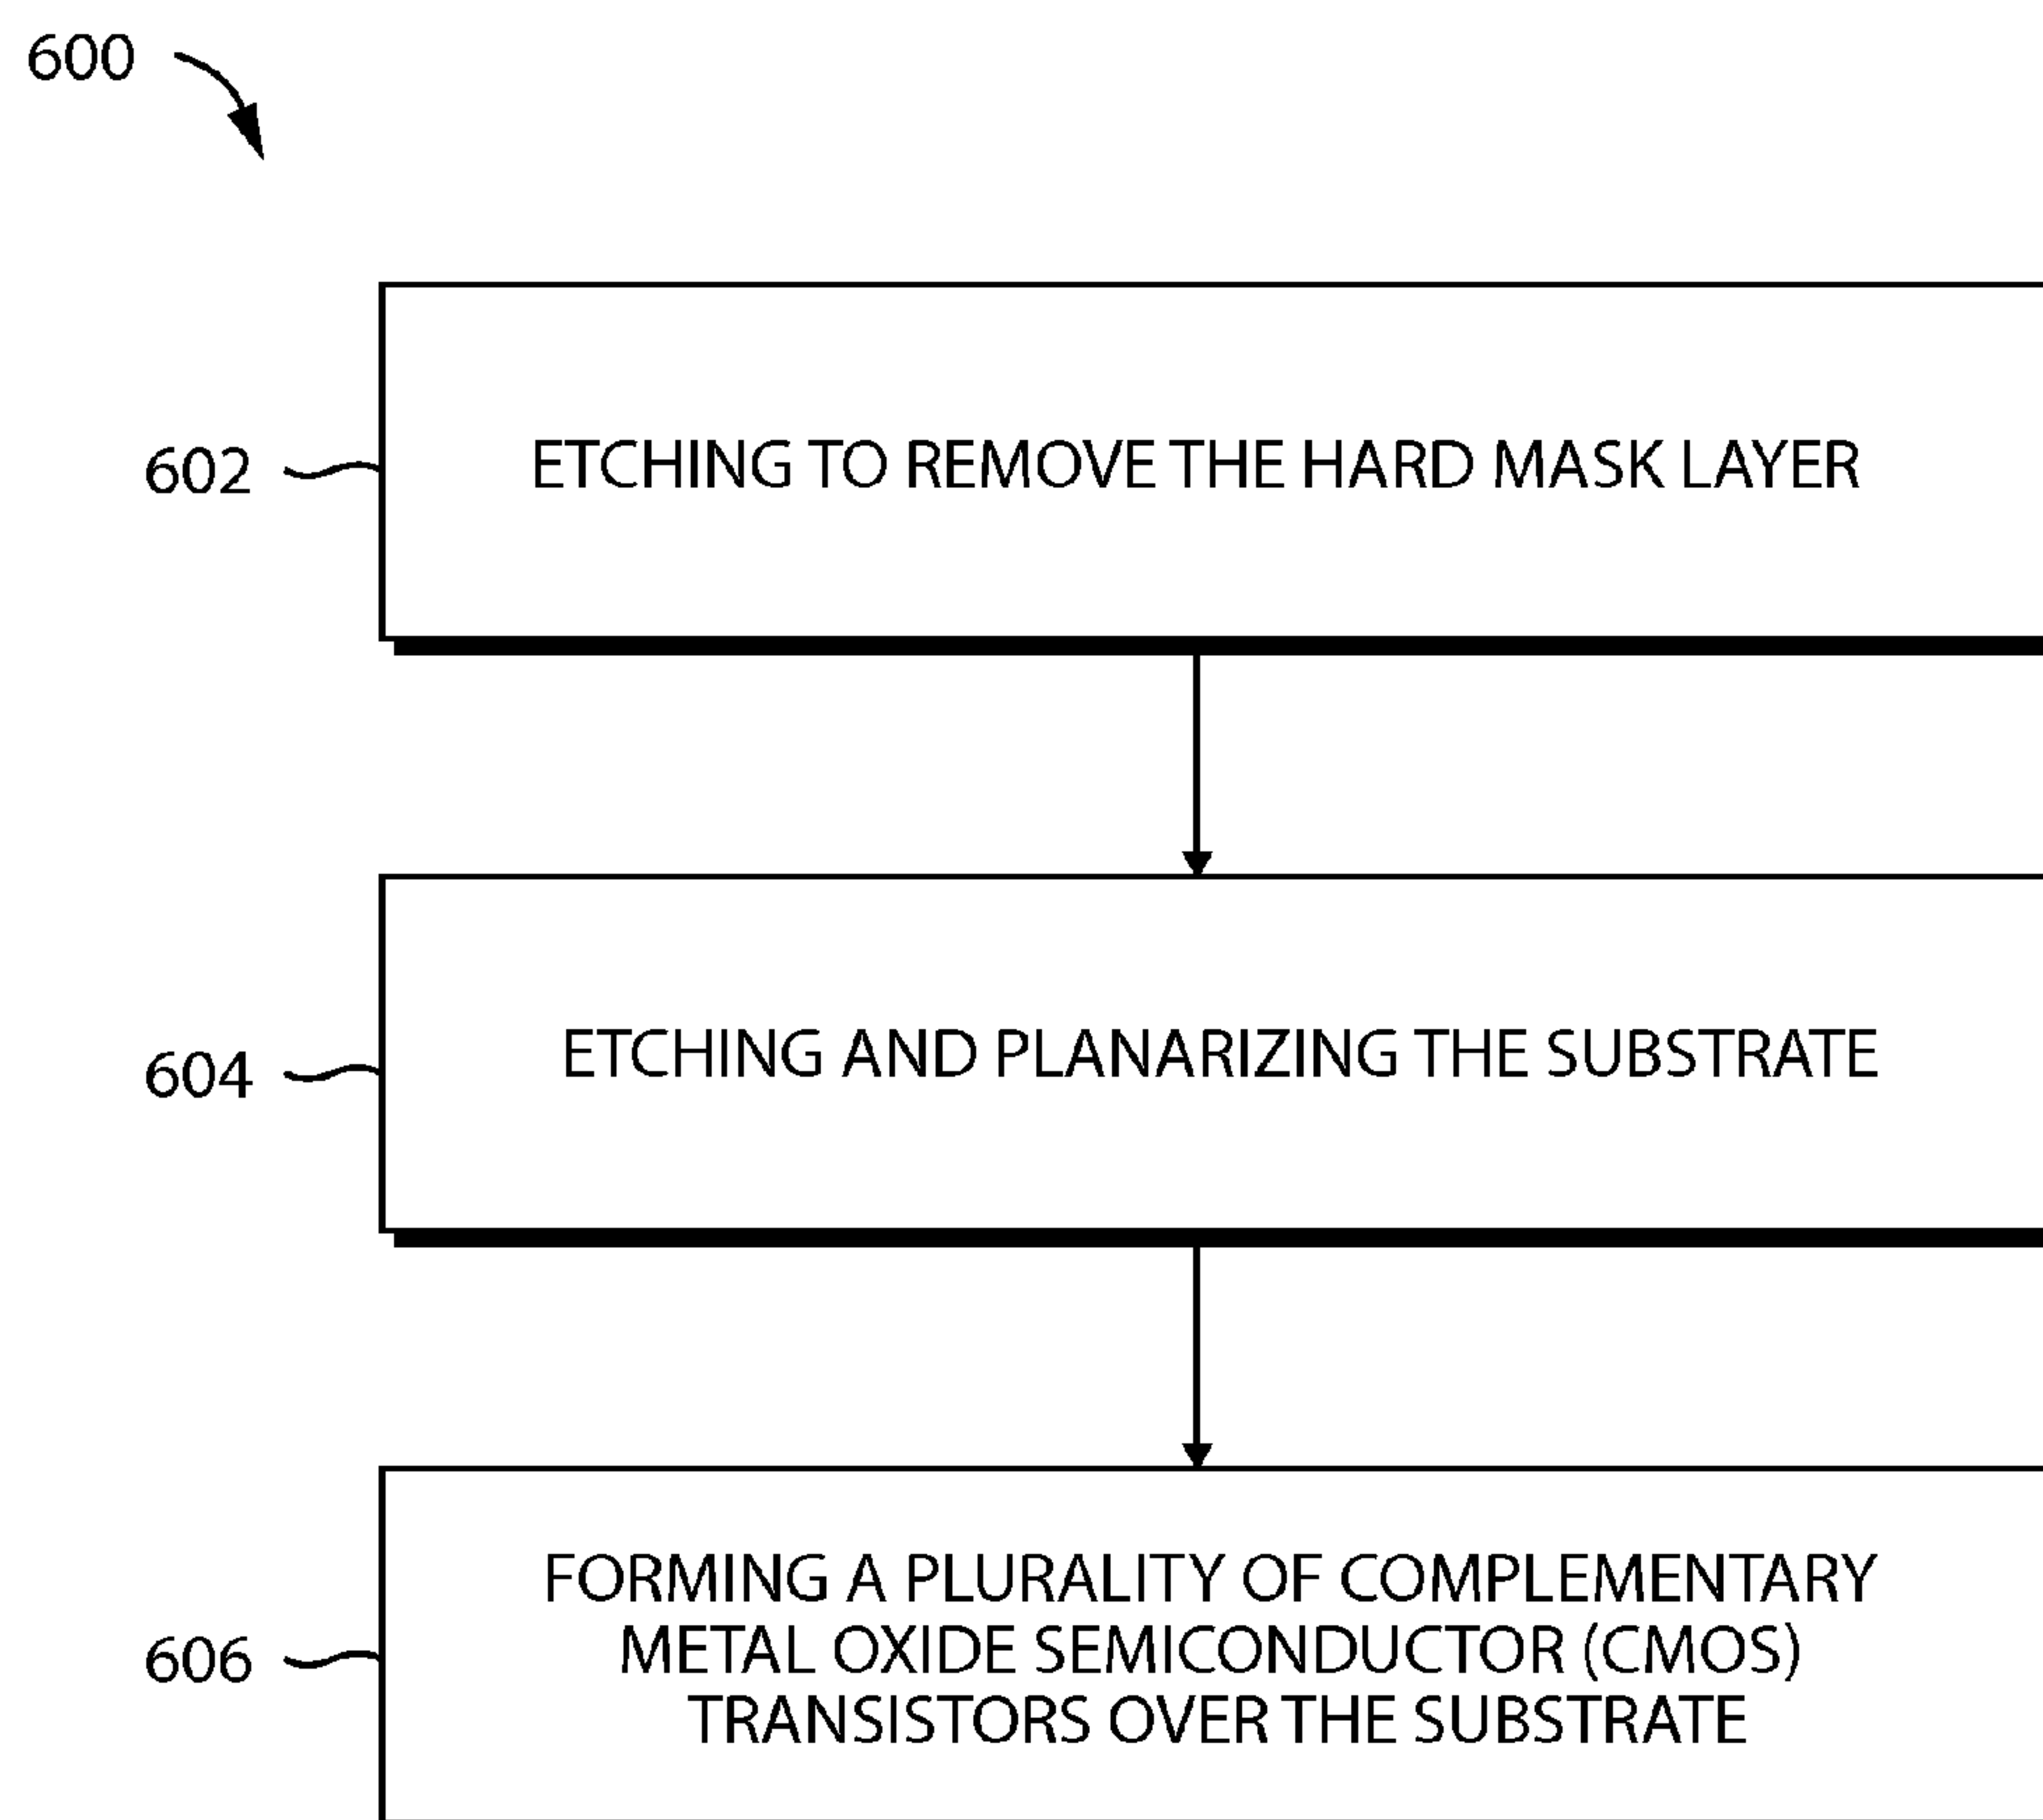 600
602
ETCHING TO REMOVE THE HARD MASK LAYER
604
ETCHING AND PLANARIZING THE SUBSTRATE
606
FORMING A PLURALITY OF COMPLEMENTARY
METAL OXIDE SEMICONDUCTOR (CMOS)
TRANSISTORS OVER THE SUBSTRATE